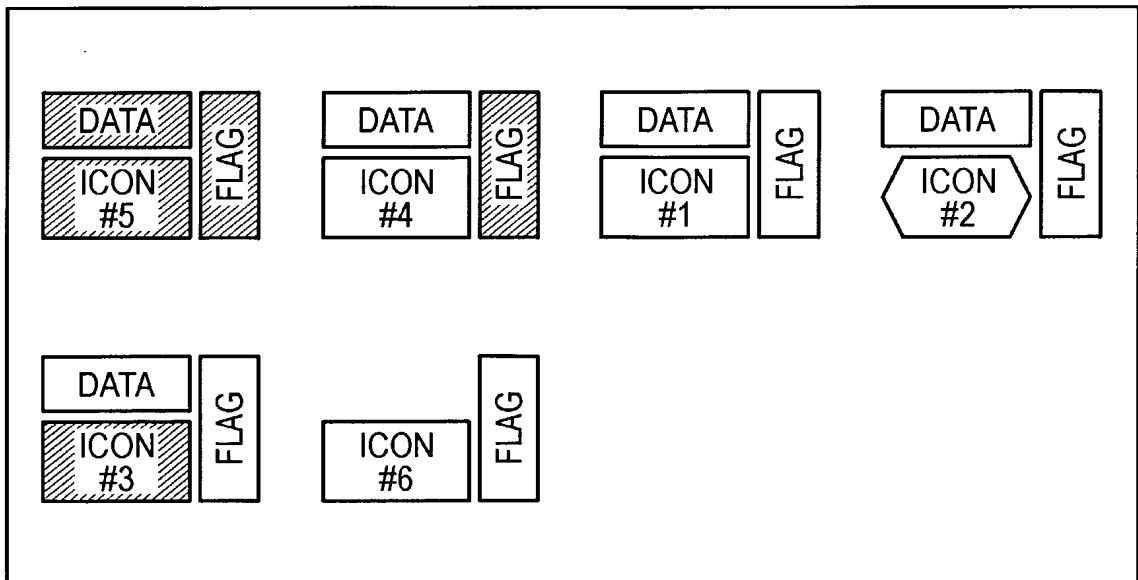 DATA
ICON
#5
FLAG
DATA
ICON
#4
FLAG
DATA
ICON
#1
FLAG
DATA
ICON
#2
FLAG
DATA
ICON
#3
FLAG
ICON
#6
FLAG